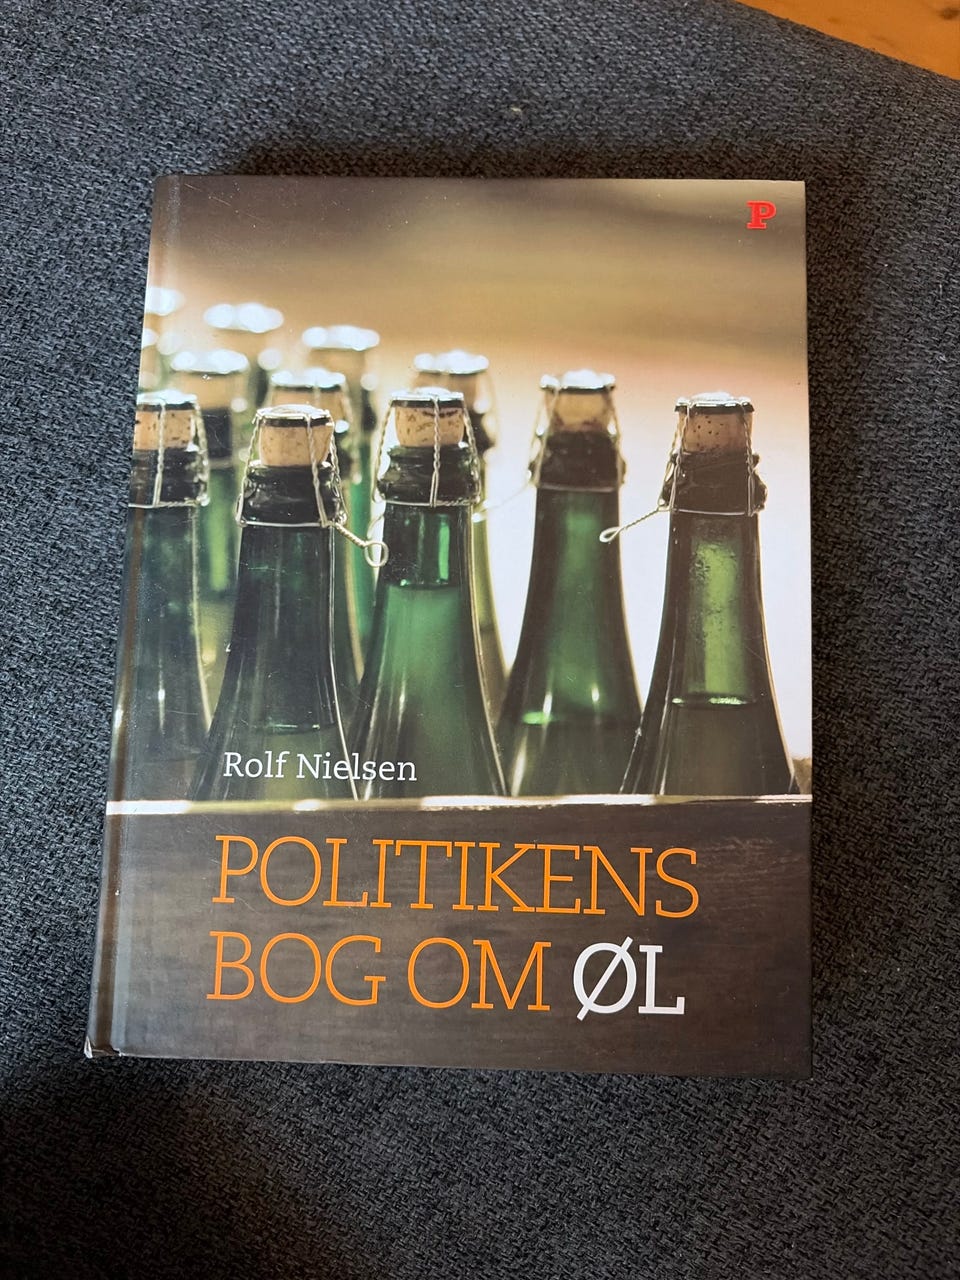 P
Rolf Nielsen
POLITIKENS
BOG OM ØL